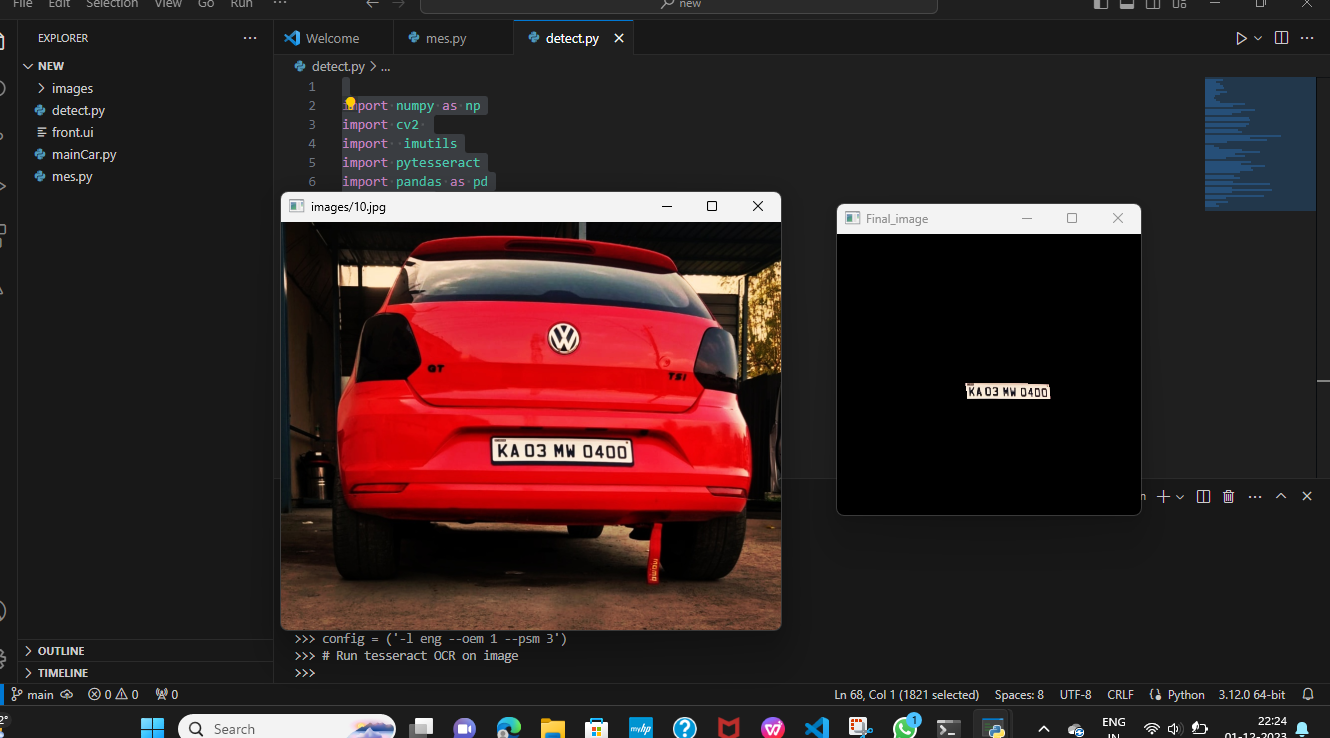 File Edit Selection View Go Run ··· new
EXPLORER ···
Welcome mes.py detect.py
NEW
detect.py > ...
images
detect.py
front.ui
mainCar.py
mes.py
1
2 import numpy as np
3 import cv2
4 import imutils
5 import pytesseract
6 import pandas as pd
images/10.jpg
GT
TSI
KA 03 MW 0400
Final_image
KA 03 MW 0400
>>> config = ('-l eng --oem 1 --psm 3')
>>> # Run tesseract OCR on image
>>>
OUTLINE
TIMELINE
main 0 0 0 Ln 68, Col 1 (1821 selected) Spaces: 8 UTF-8 CRLF Python 3.12.0 64-bit
Search
myhp
1
ENG
IN
22:24
01-12-2023